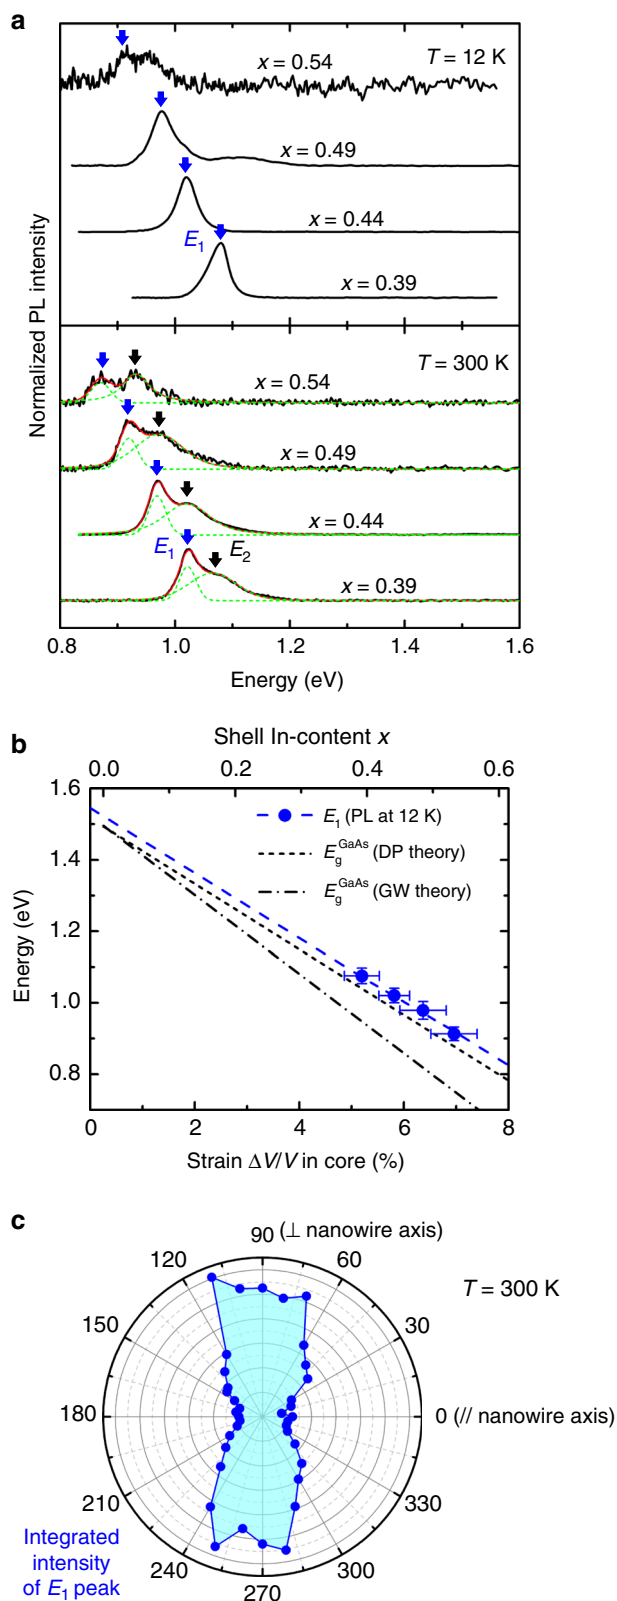 a
T = 12 K
x = 0.54
x = 0.49
x = 0.44
E1
x = 0.39
Normalized PL intensity
T = 300 K
x = 0.54
x = 0.49
x = 0.44
E1
E2
x = 0.39
0.8 1.0 1.2 1.4 1.6
Energy (eV)
b
Shell In-content x
0.0 0.2 0.4 0.6
1.6
1.4
1.2
1.0
0.8
Energy (eV)
E1 (PL at 12 K)
EgGaAs (DP theory)
EgGaAs (GW theory)
0 2 4 6 8
Strain ΔV/V in core (%)
c
90 (⊥ nanowire axis)
120
60
T = 300 K
150
30
180
0 (// nanowire axis)
210
330
240
300
270
Integrated
intensity
of E1 peak